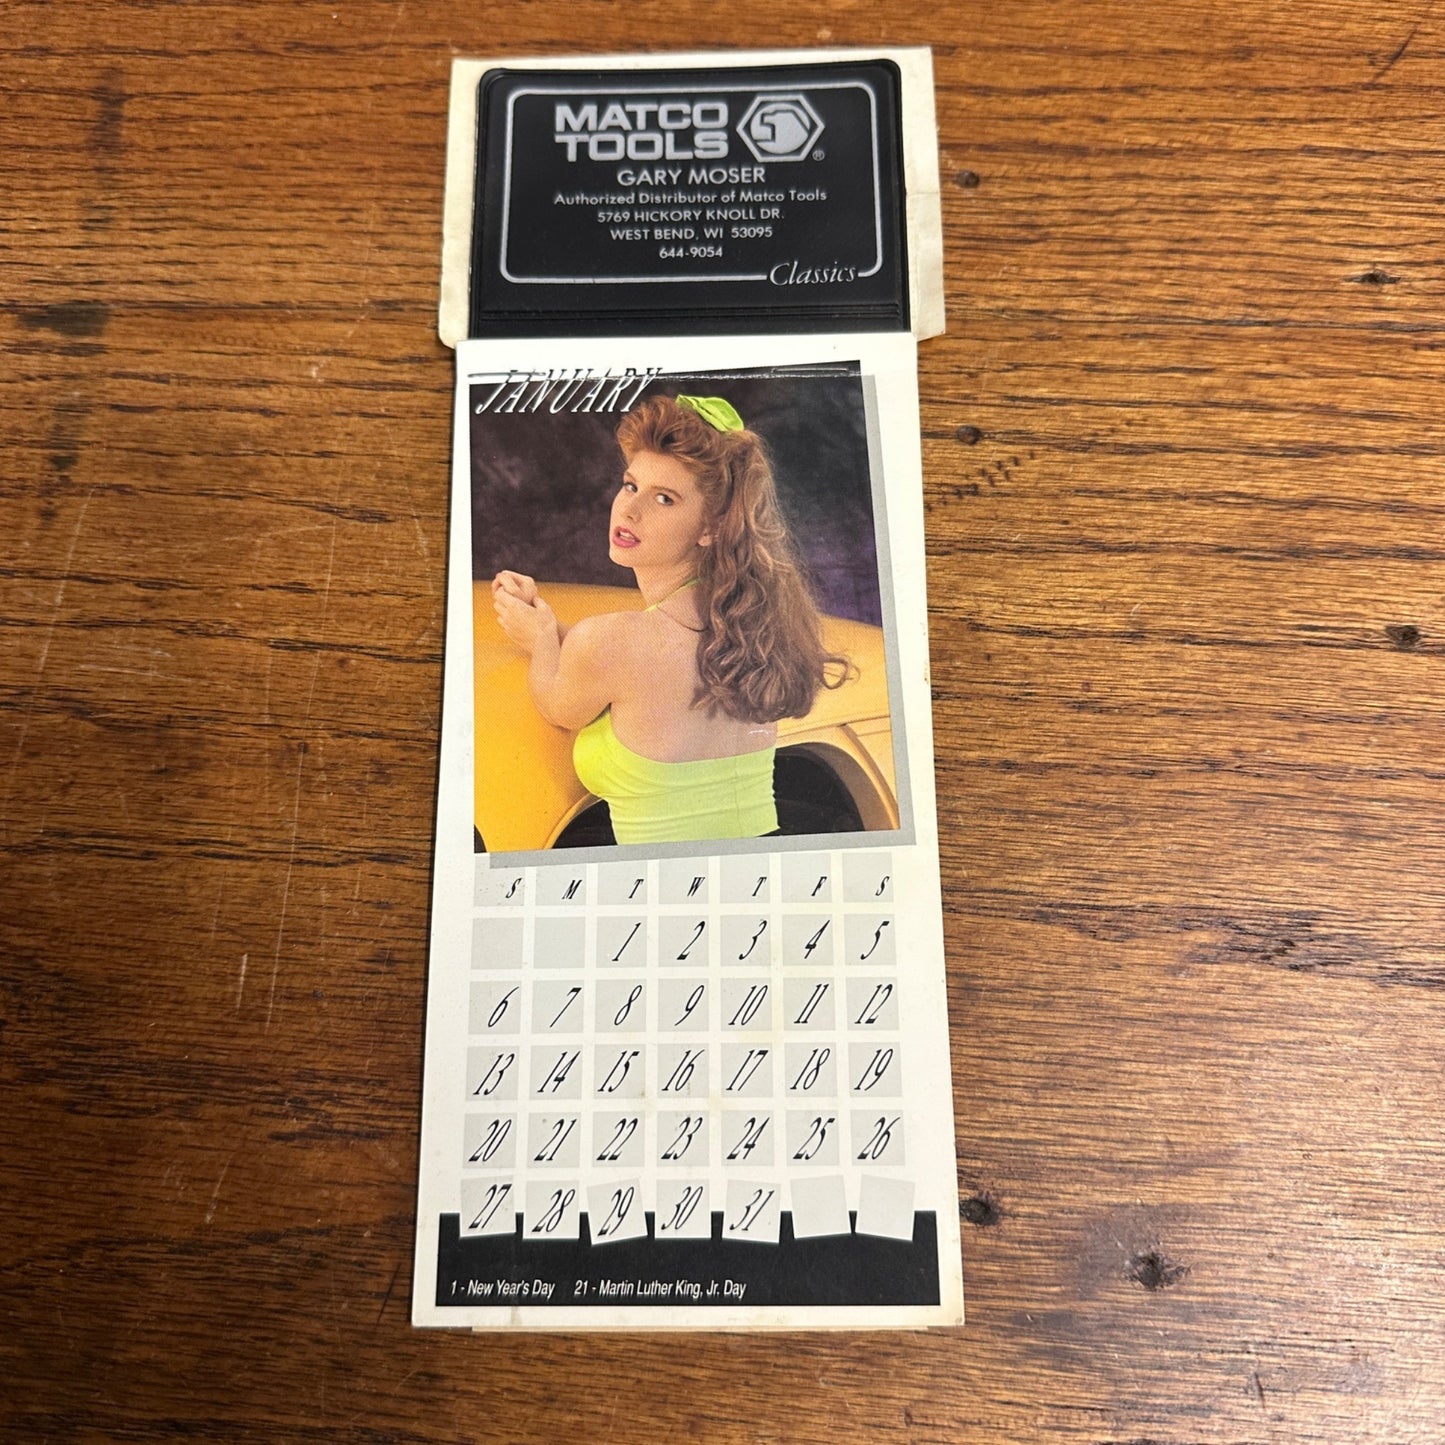 MATCO
TOOLS ®
GARY MOSER
Authorized Distributor of Matco Tools
5769 HICKORY KNOLL DR.
WEST BEND, WI 53095
644-9054
Classics
JANUARY
S M T W T F S
1 2 3 4 5
6 7 8 9 10 11 12
13 14 15 16 17 18 19
20 21 22 23 24 25 26
27 28 29 30 31
1 - New Year's Day 21 - Martin Luther King, Jr. Day